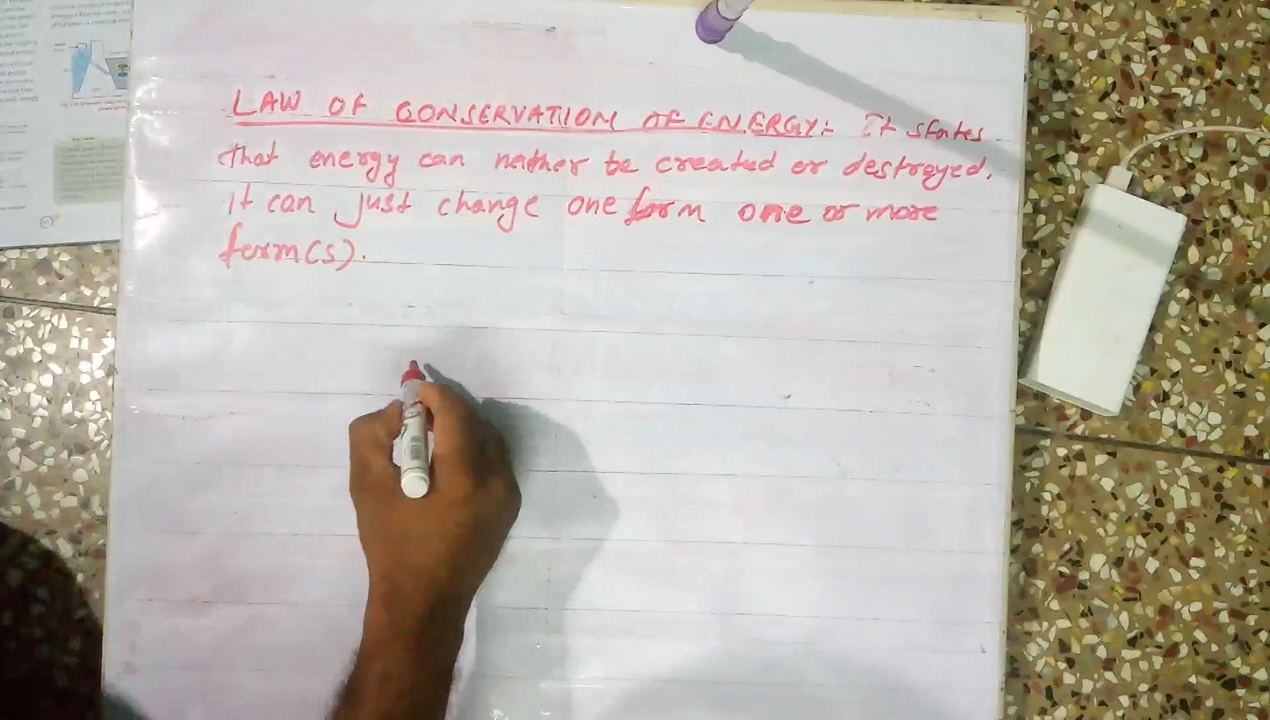 LAW OF CONSERVATION OF ENERGY:- It states
that energy can neither be created or destroyed.
It can just change one form one or more
form(s).